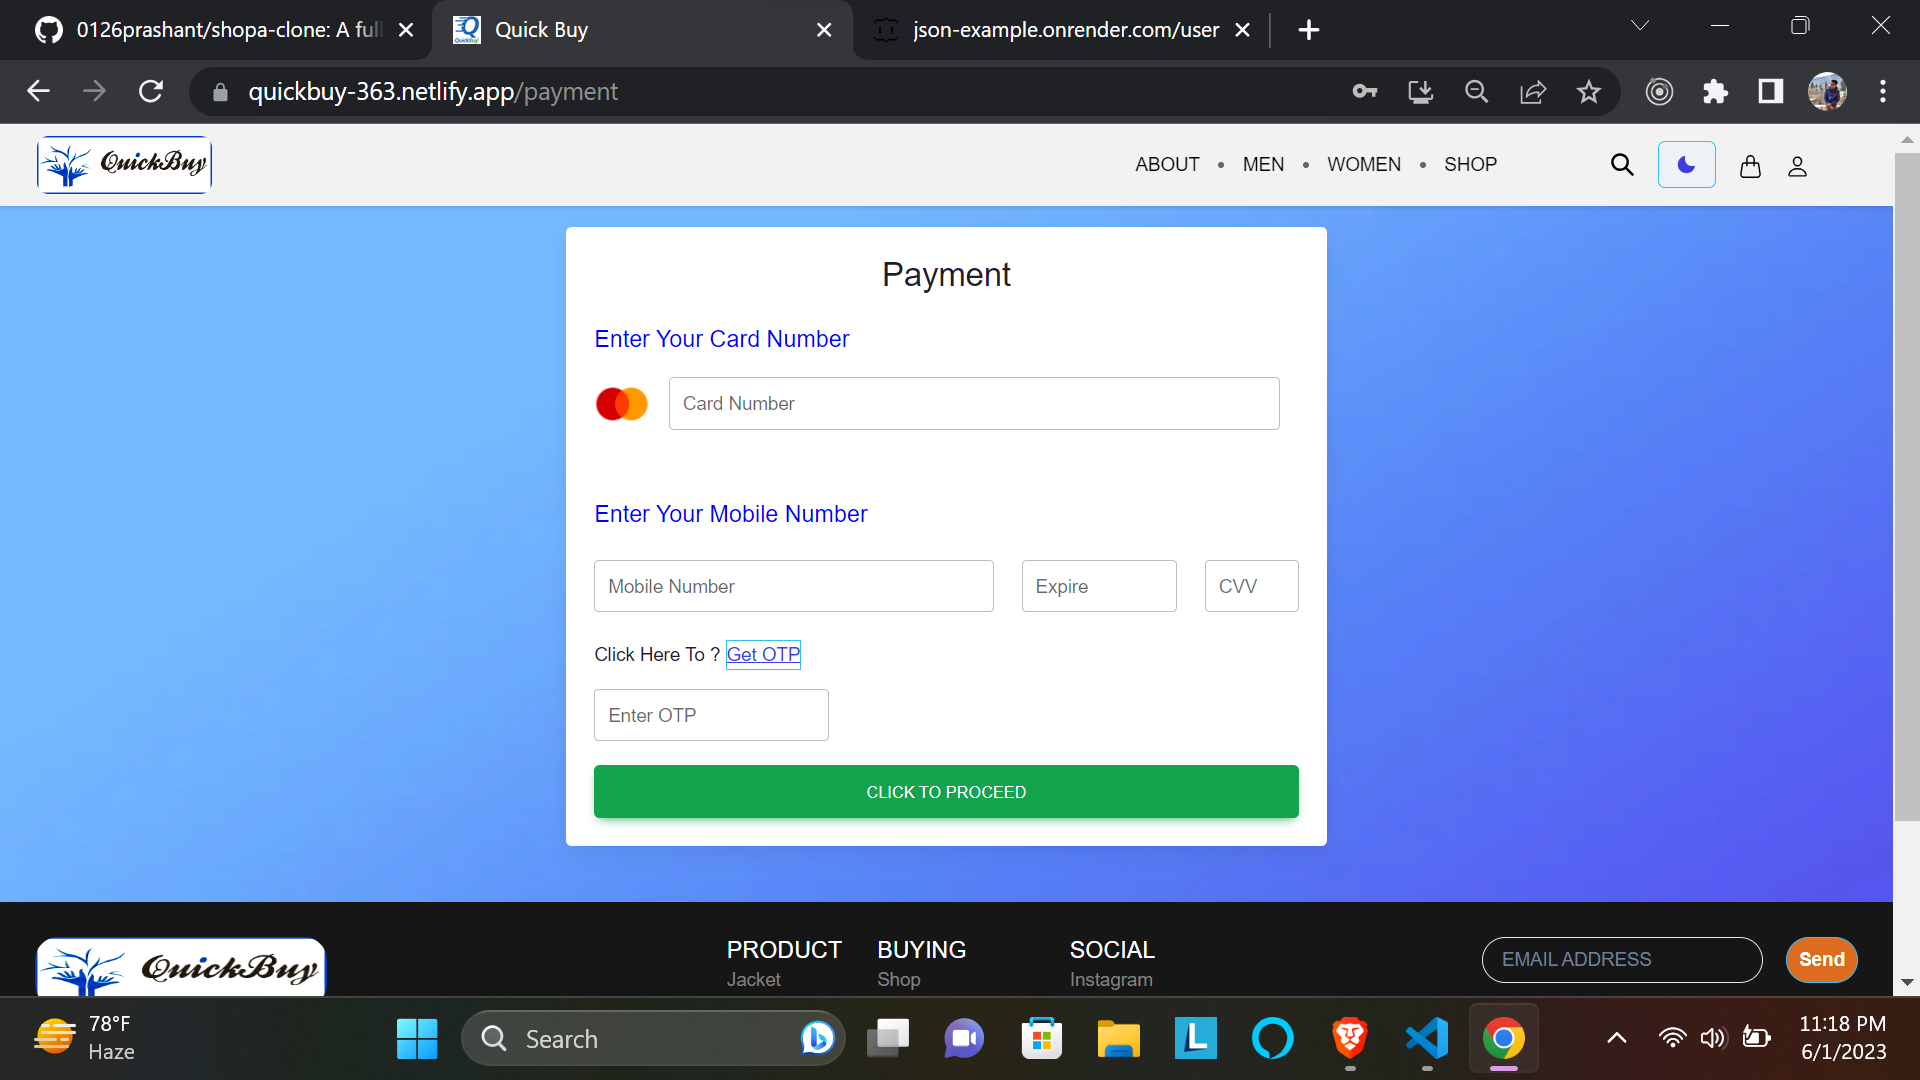 0126prashant/shopa-clone: A full
Quick Buy
json-example.onrender.com/user
quickbuy-363.netlify.app/payment
QuickBuy
ABOUT • MEN • WOMEN • SHOP
Payment
Enter Your Card Number
Card Number
Enter Your Mobile Number
Mobile Number
Expire
CVV
Click Here To ? Get OTP
Enter OTP
CLICK TO PROCEED
QuickBuy
PRODUCT
Jacket
BUYING
Shop
SOCIAL
Instagram
EMAIL ADDRESS
Send
78°F
Haze
Search
11:18 PM
6/1/2023